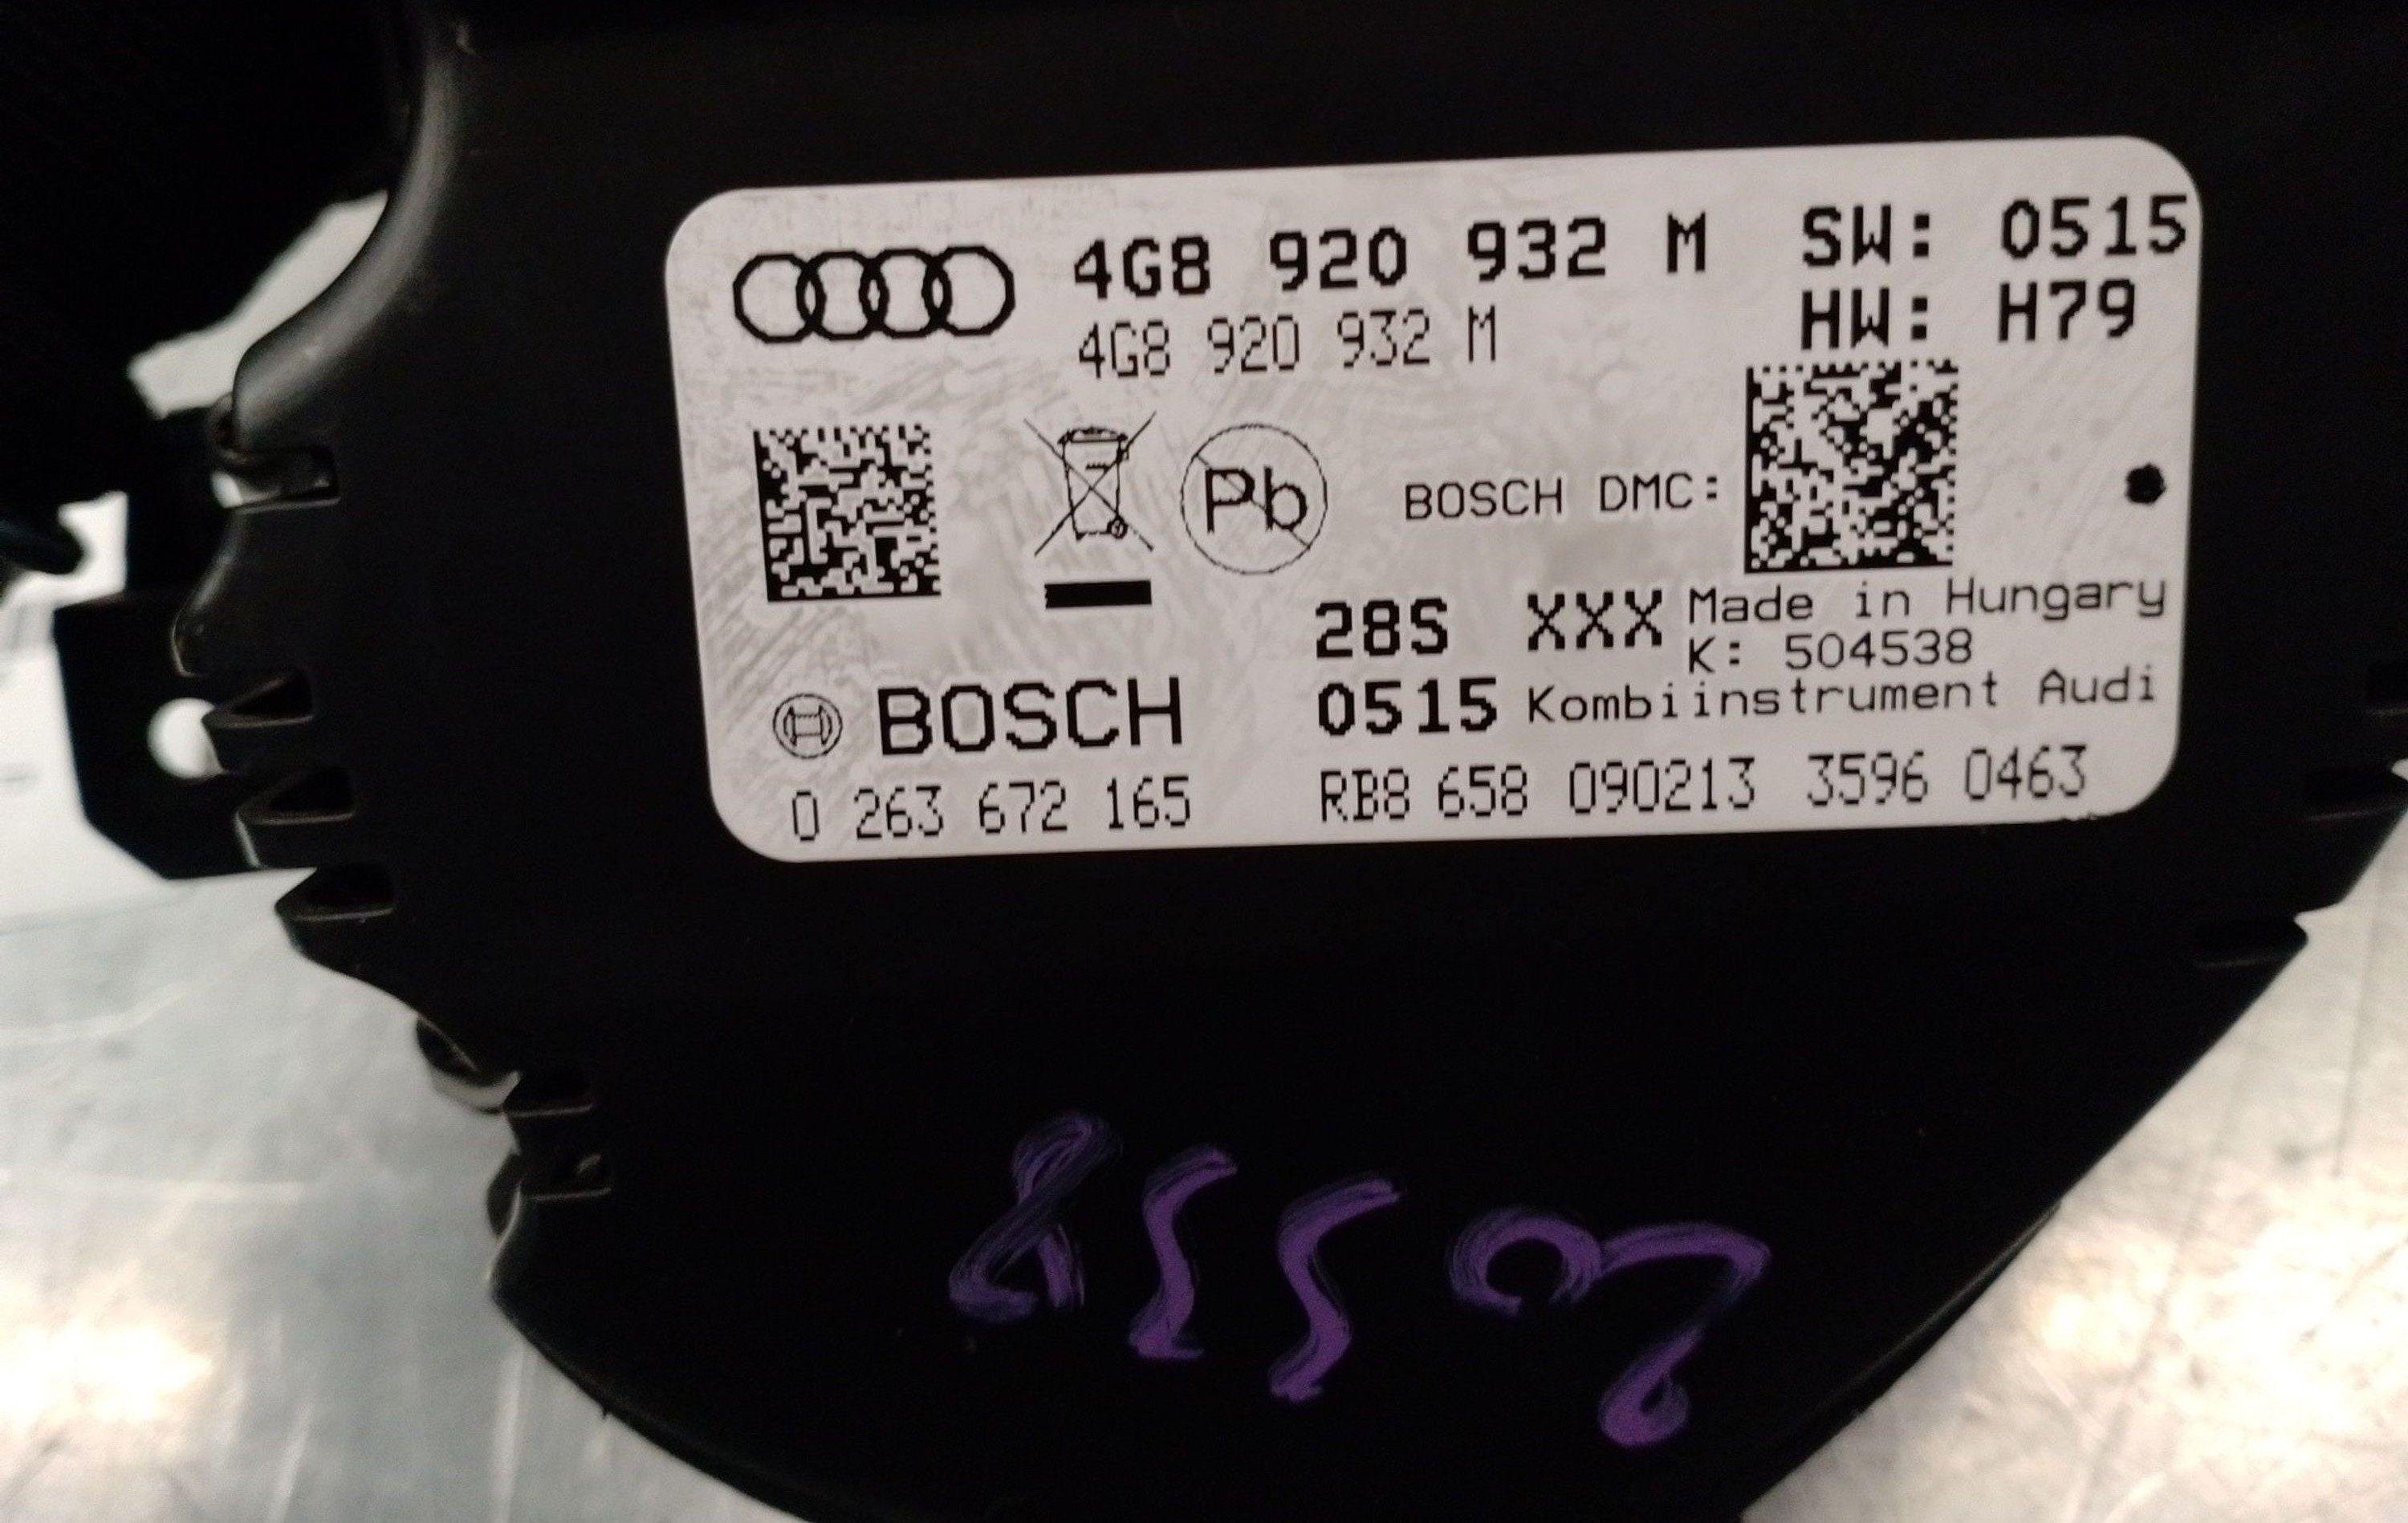 4G8 920 932 M SW: 0515
4G8 920 932 M HW: H79
Pb BOSCH DMC:
28S XXX Made in Hungary
K: 504538
BOSCH 0515 Kombiinstrument Audi
0 263 672 165 RB8 658 090213 3596 0463